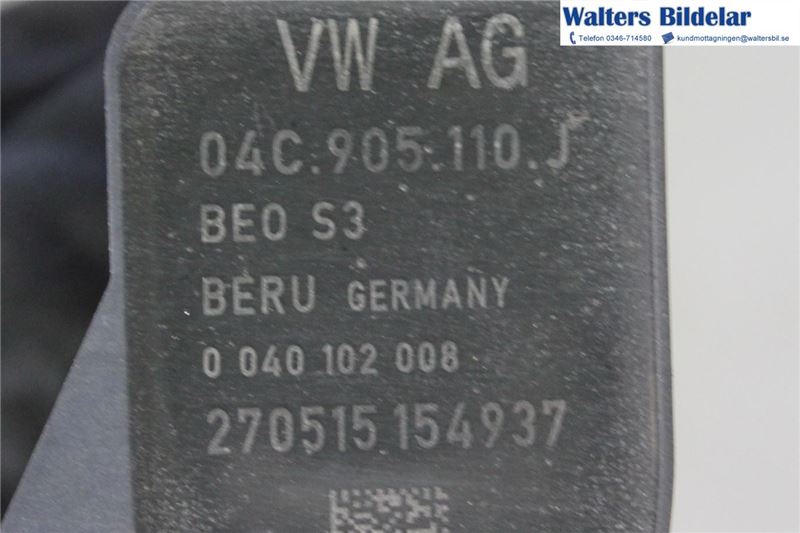 Walters Bildelar
Telefon 0346-714580 kundmottagningen@waltersbil.se
VW AG
04C.905.110.J
BEO S3
BERU GERMANY
0 040 102 008
270515 154937